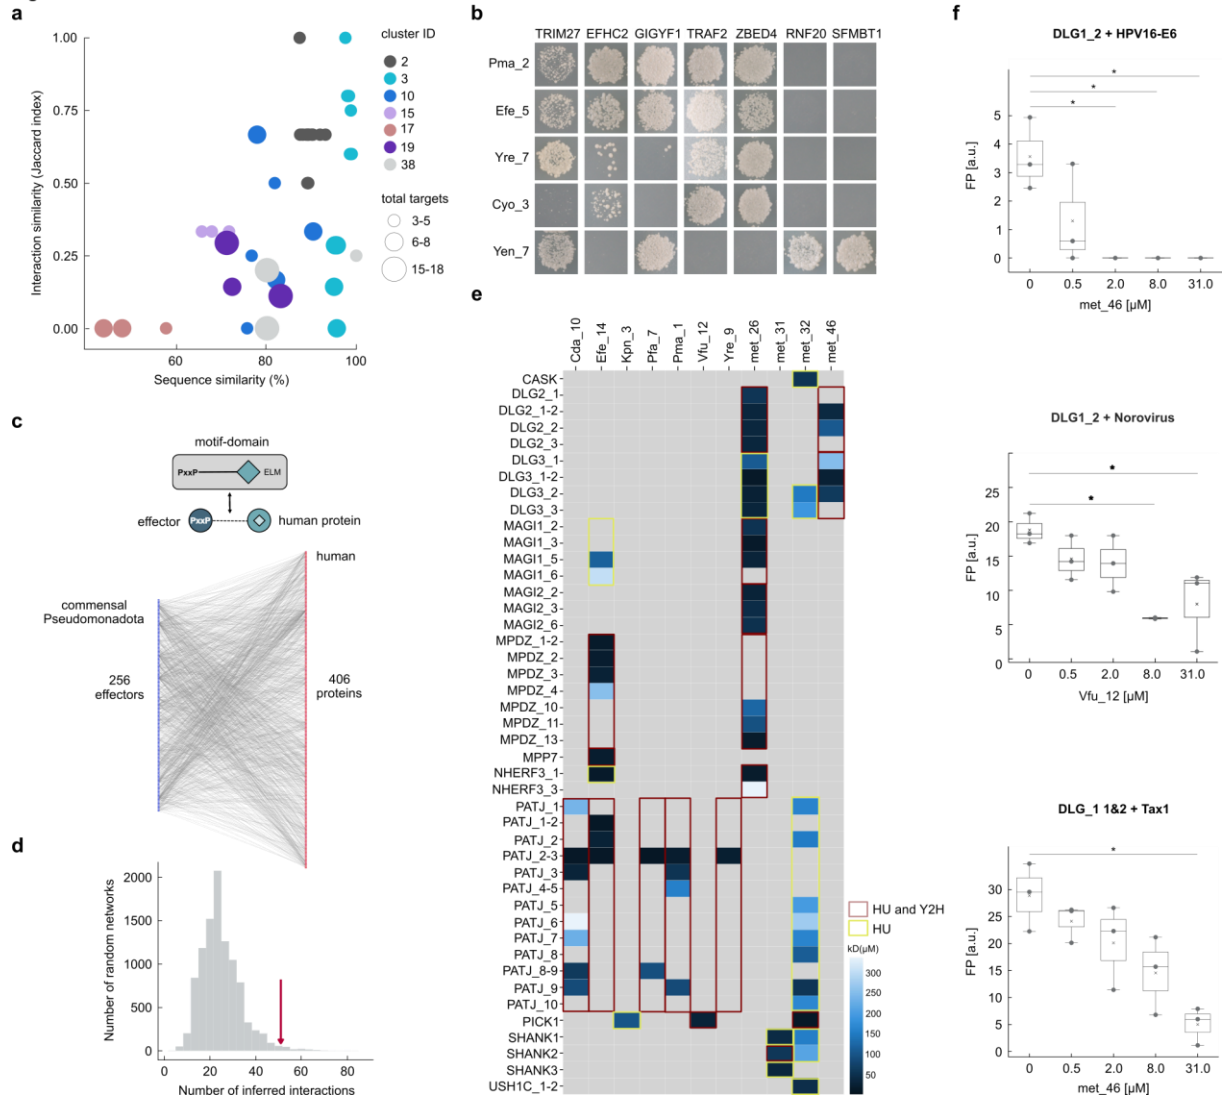 a
1.00
0.75
0.50
0.25
0.00
60
80
100
Interaction similarity (Jaccard index)
Sequence similarity (%)
cluster ID
2
3
10
15
17
19
38
total targets
3-5
6-8
15-18
b
TRIM27 EFHC2 GIGYF1 TRAF2 ZBED4 RNF20 SFMBT1
Pma_2
Efe_5
Yre_7
Cyo_3
Yen_7
c
motif-domain
PxxP ELM
effector PxxP human protein
human
commensal
Pseudomonadota
256
effectors
406
proteins
d
2000
1500
1000
500
0
0 20 40 60 80
Number of random networks
Number of inferred interactions
e
Cda_10
Efe_14
Kpn_3
Pfa_7
Pma_1
Vfu_12
Yre_9
met_26
met_31
met_32
met_46
CASK
DLG2_1
DLG2_1-2
DLG2_2
DLG2_3
DLG3_1
DLG3_1-2
DLG3_2
DLG3_3
MAGI1_2
MAGI1_3
MAGI1_5
MAGI1_6
MAGI2_2
MAGI2_3
MAGI2_6
MPDZ_1-2
MPDZ_2
MPDZ_3
MPDZ_4
MPDZ_10
MPDZ_11
MPDZ_13
MPP7
NHERF3_1
NHERF3_3
PATJ_1
PATJ_1-2
PATJ_2
PATJ_2-3
PATJ_3
PATJ_4-5
PATJ_5
PATJ_6
PATJ_7
PATJ_8
PATJ_8-9
PATJ_9
PATJ_10
PICK1
SHANK1
SHANK2
SHANK3
USH1C_1-2
HU and Y2H
HU
kD(μM)
300
250
200
150
100
50
f
DLG1_2 + HPV16-E6
*
*
*
5
4
3
2
1
0
FP [a.u.]
0 0.5 2.0 8.0 31.0
met_46 [μM]
DLG1_2 + Norovirus
*
*
25
20
15
10
5
0
FP [a.u.]
0 0.5 2.0 8.0 31.0
Vfu_12 [μM]
DLG_1 1&2 + Tax1
*
30
25
20
15
10
5
0
FP [a.u.]
0 0.5 2.0 8.0 31.0
met_46 [μM]